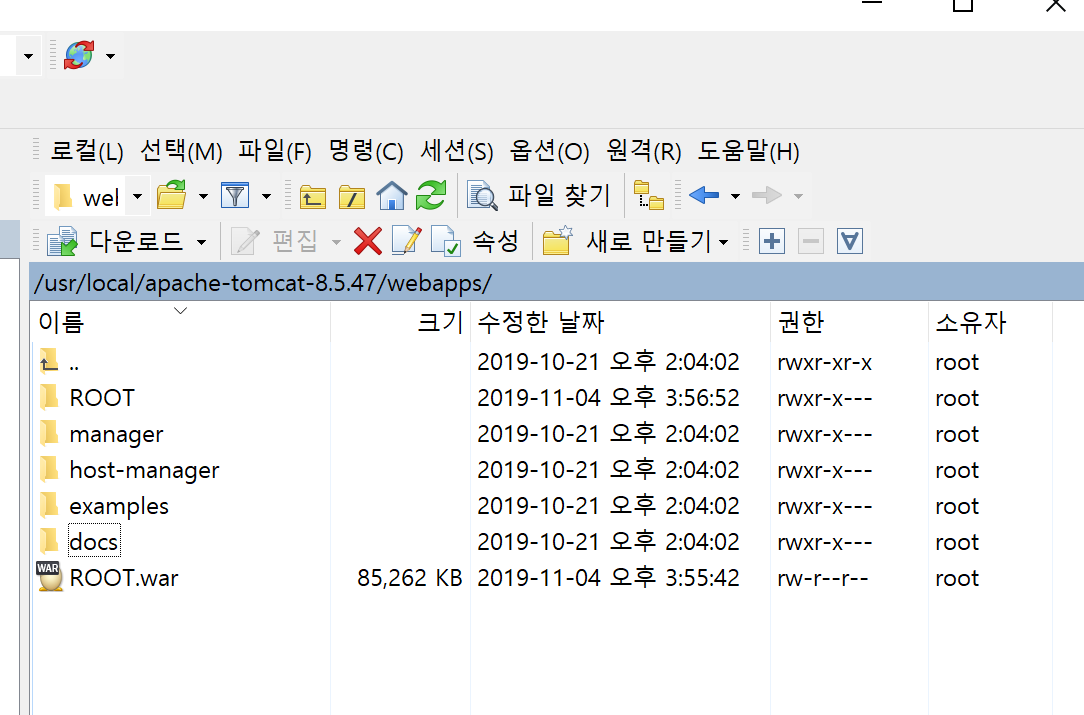 로컬(L) 선택(M) 파일(F) 명령(C) 세션(S) 옵션(O) 원격(R) 도움말(H)
wel 파일 찾기
다운로드 편집 속성 새로 만들기
/usr/local/apache-tomcat-8.5.47/webapps/
이름 크기 수정한 날짜 권한 소유자
.. 2019-10-21 오후 2:04:02 rwxr-xr-x root
ROOT 2019-11-04 오후 3:56:52 rwxr-x--- root
manager 2019-10-21 오후 2:04:02 rwxr-x--- root
host-manager 2019-10-21 오후 2:04:02 rwxr-x--- root
examples 2019-10-21 오후 2:04:02 rwxr-x--- root
docs 2019-10-21 오후 2:04:02 rwxr-x--- root
WAR ROOT.war 85,262 KB 2019-11-04 오후 3:55:42 rw-r--r-- root